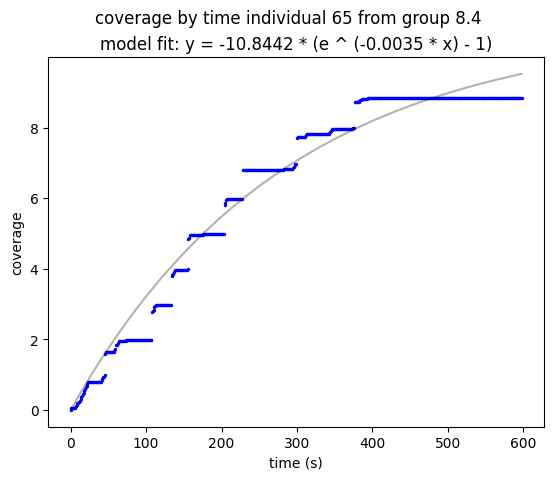 coverage by time individual 65 from group 8.4
model fit: y = -10.8442 * (e ^ (-0.0035 * x) - 1)
8
6
4
2
0
coverage
0 100 200 300 400 500 600
time (s)